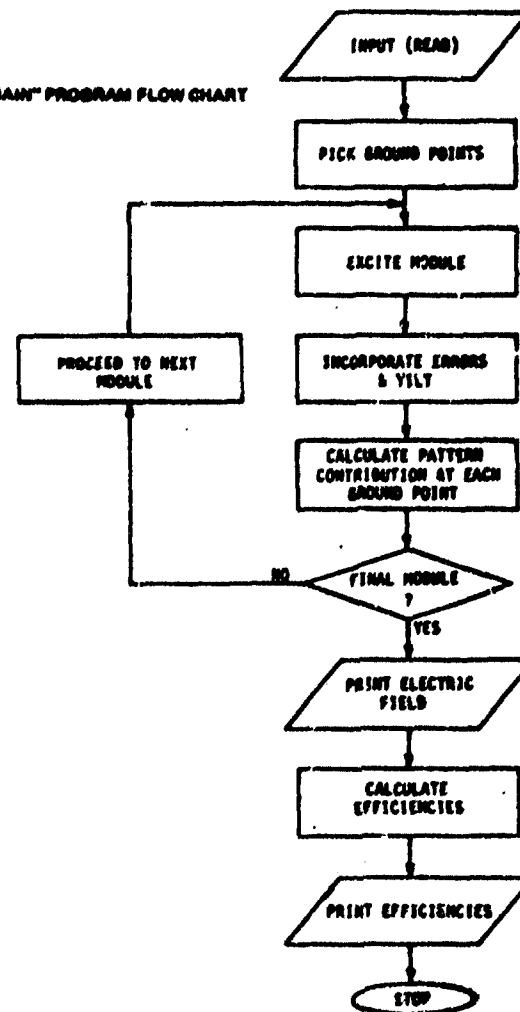 AIN" PROGRAM FLOW CHART
INPUT (READ)
PICK GROUND POINTS
EXCITE MODULE
PROCEED TO NEXT
MODULE
INCORPORATE ERRORS
& TILT
CALCULATE PATTERN
CONTRIBUTION AT EACH
GROUND POINT
NO
FINAL MODULE
?
YES
PRINT ELECTRIC
FIELD
CALCULATE
EFFICIENCIES
PRINT EFFICIENCIES
STOP